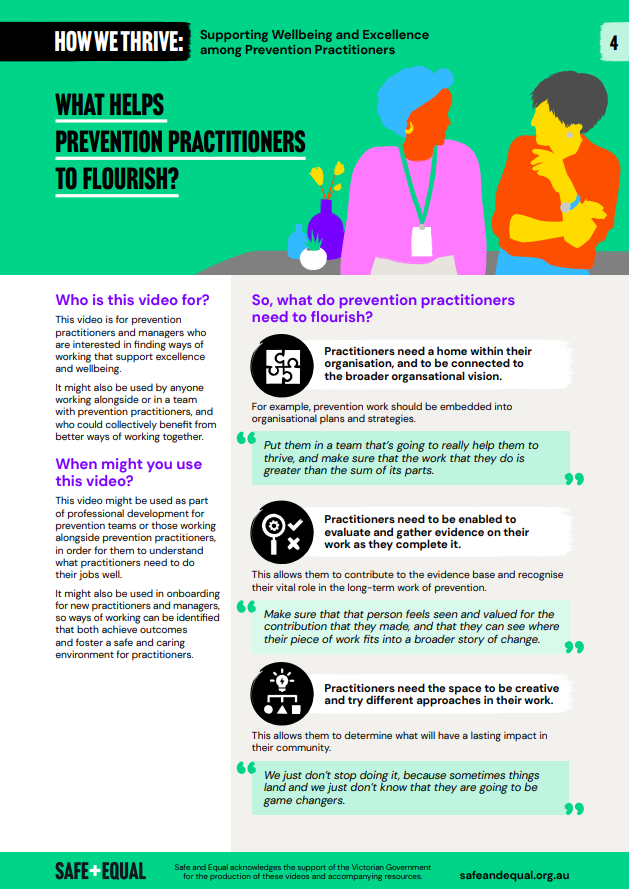 HOW WE THRIVE:
Supporting Wellbeing and Excellence
among Prevention Practitioners
4
WHAT HELPS
PREVENTION PRACTITIONERS
TO FLOURISH?
Who is this video for?
This video is for prevention
practitioners and managers who
are interested in finding ways of
working that support excellence
and wellbeing.
It might also be used by anyone
working alongside or in a team
with prevention practitioners, and
who could collectively benefit from
better ways of working together.
When might you use
this video?
This video might be used as part
of professional development for
prevention teams or those working
alongside prevention practitioners,
in order for them to understand
what practitioners need to do
their jobs well.
It might also be used in onboarding
for new practitioners and managers,
so ways of working can be identified
that both achieve outcomes
and foster a safe and caring
environment for practitioners.
So, what do prevention practitioners
need to flourish?
Practitioners need a home within their
organisation, and to be connected to
the broader organsational vision.
For example, prevention work should be embedded into
organisational plans and strategies.
“ Put them in a team that’s going to really help them to
thrive, and make sure that the work that they do is
greater than the sum of its parts. ”
Practitioners need to be enabled to
evaluate and gather evidence on their
work as they complete it.
This allows them to contribute to the evidence base and recognise
their vital role in the long-term work of prevention.
“ Make sure that that person feels seen and valued for the
contribution that they made, and that they can see where
their piece of work fits into a broader story of change. ”
Practitioners need the space to be creative
and try different approaches in their work.
This allows them to determine what will have a lasting impact in
their community.
“ We just don’t stop doing it, because sometimes things
land and we just don’t know that they are going to be
game changers. ”
SAFE+EQUAL
Safe and Equal acknowledges the support of the Victorian Government
for the production of these videos and accompanying resources.
safeandequal.org.au